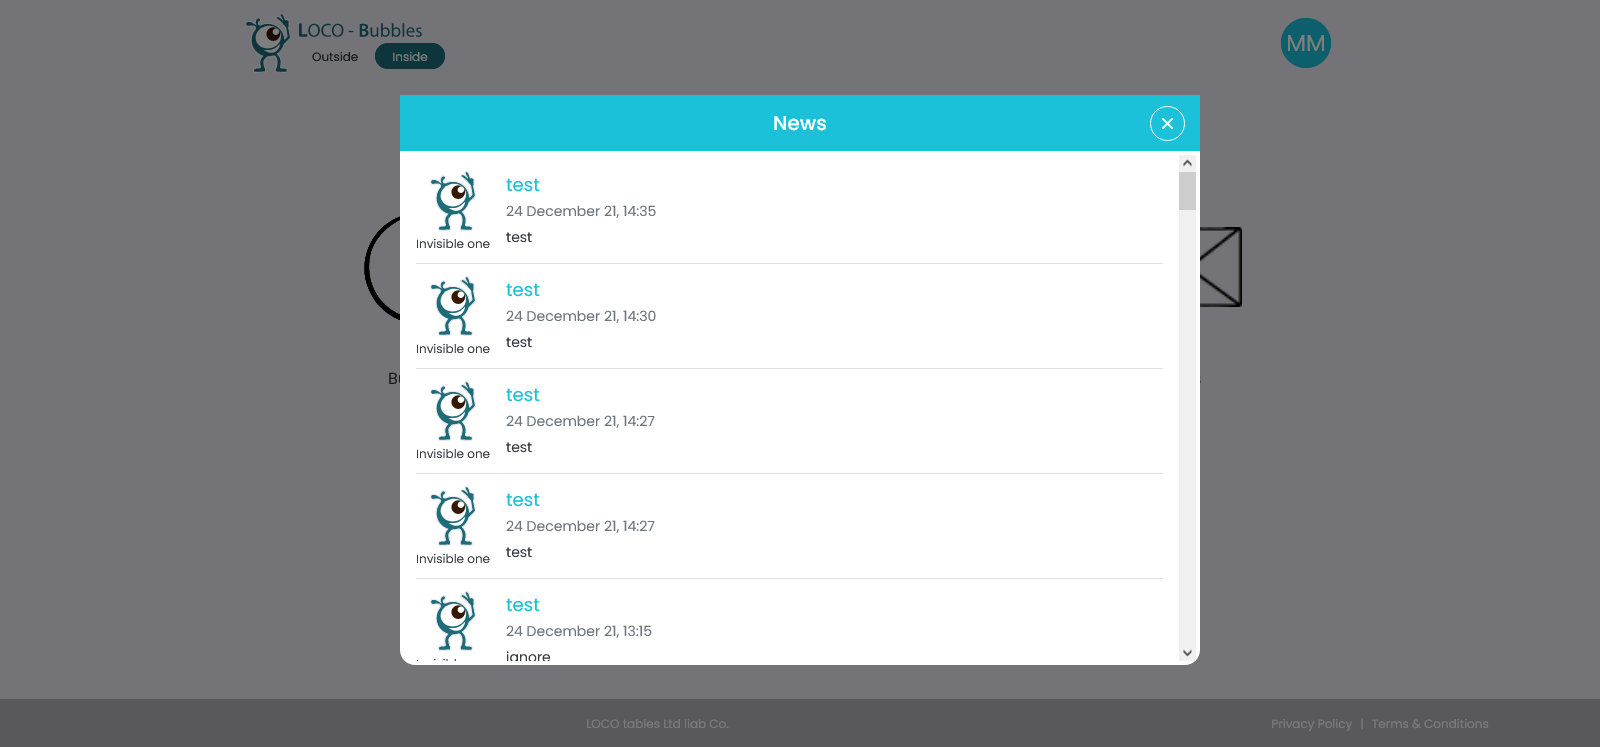 LOCO - Bubbles
Outside
Inside
MM
News
test
24 December 21, 14:35
test
Invisible one
test
24 December 21, 14:30
test
Invisible one
test
24 December 21, 14:27
test
Invisible one
test
24 December 21, 14:27
test
Invisible one
test
24 December 21, 13:15
ignore
LOCO tables Ltd liab Co.
Privacy Policy | Terms & Conditions